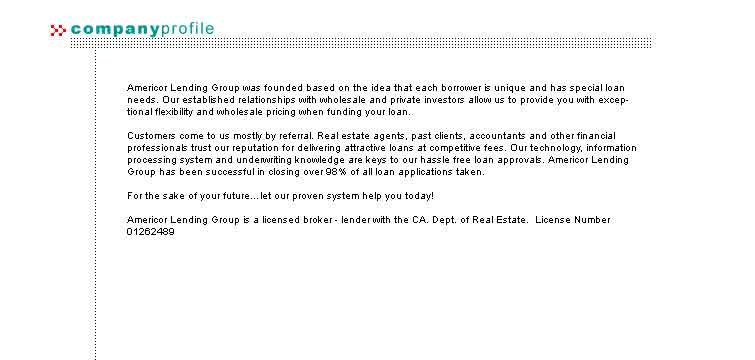 companyprofile
Americor Lending Group was founded based on the idea that each borrower is unique and has special loan
needs. Our established relationships with wholesale and private investors allow us to provide you with excep-
tional flexibility and wholesale pricing when funding your loan.
Customers come to us mostly by referral. Real estate agents, past clients, accountants and other financial
professionals trust our reputation for delivering attractive loans at competitive fees. Our technology, information
processing system and underwriting knowledge are keys to our hassle free loan approvals. Americor Lending
Group has been successful in closing over 98% of all loan applications taken.
For the sake of your future...let our proven system help you today!
Americor Lending Group is a licensed broker - lender with the CA. Dept. of Real Estate. License Number
01262489